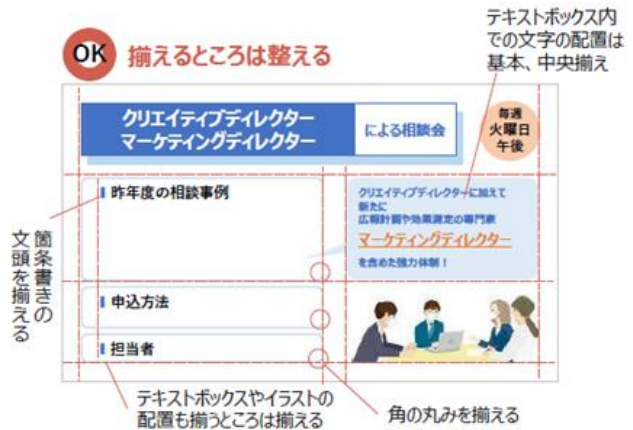 OK 揃えるところは整える
テキストボックス内
での文字の配置は
基本、中央揃え
クリエイティブディレクター
マーケティングディレクター
による相談会
毎週
火曜日
午後
昨年度の相談事例
クリエイティブディレクターに加えて
新たに
広報計画や効果測定の専門家
マーケティングディレクター
を含めた強力体制！
箇条書きの
文頭を揃える
申込方法
担当者
テキストボックスやイラストの
配置も揃うところは揃える
角の丸みを揃える